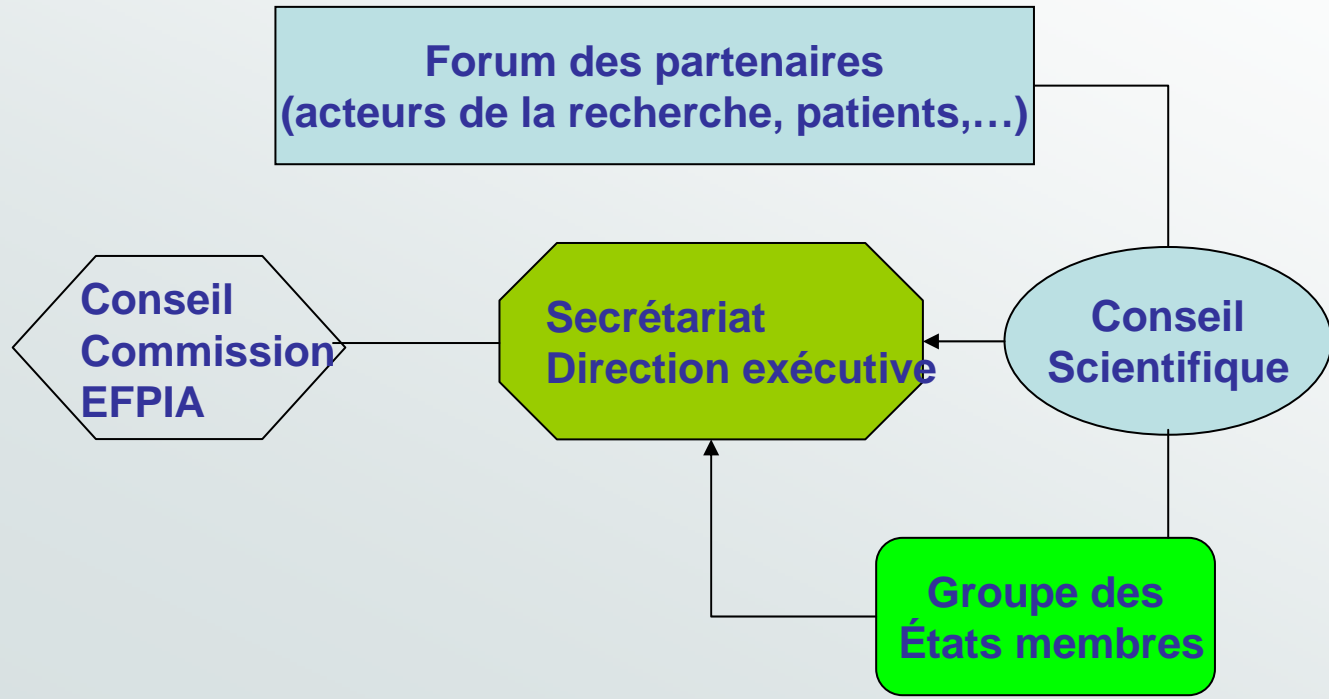 Forum des partenaires
(acteurs de la recherche, patients,…)
Conseil
Commission
EFPIA
Secrétariat
Direction exécutive
Conseil
Scientifique
Groupe des
États membres